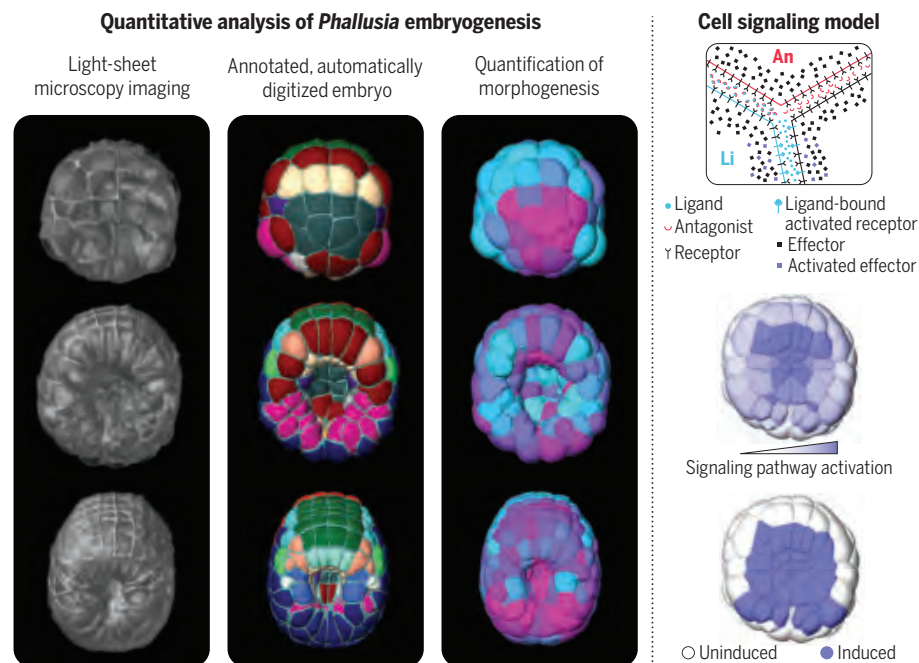 Quantitative analysis of Phallusia embryogenesis
Light-sheet
microscopy imaging
Annotated, automatically
digitized embryo
Quantification of
morphogenesis
Cell signaling model
An
Li
Ligand
Antagonist
Receptor
Ligand-bound
activated receptor
Effector
Activated effector
Signaling pathway activation
Uninduced
Induced